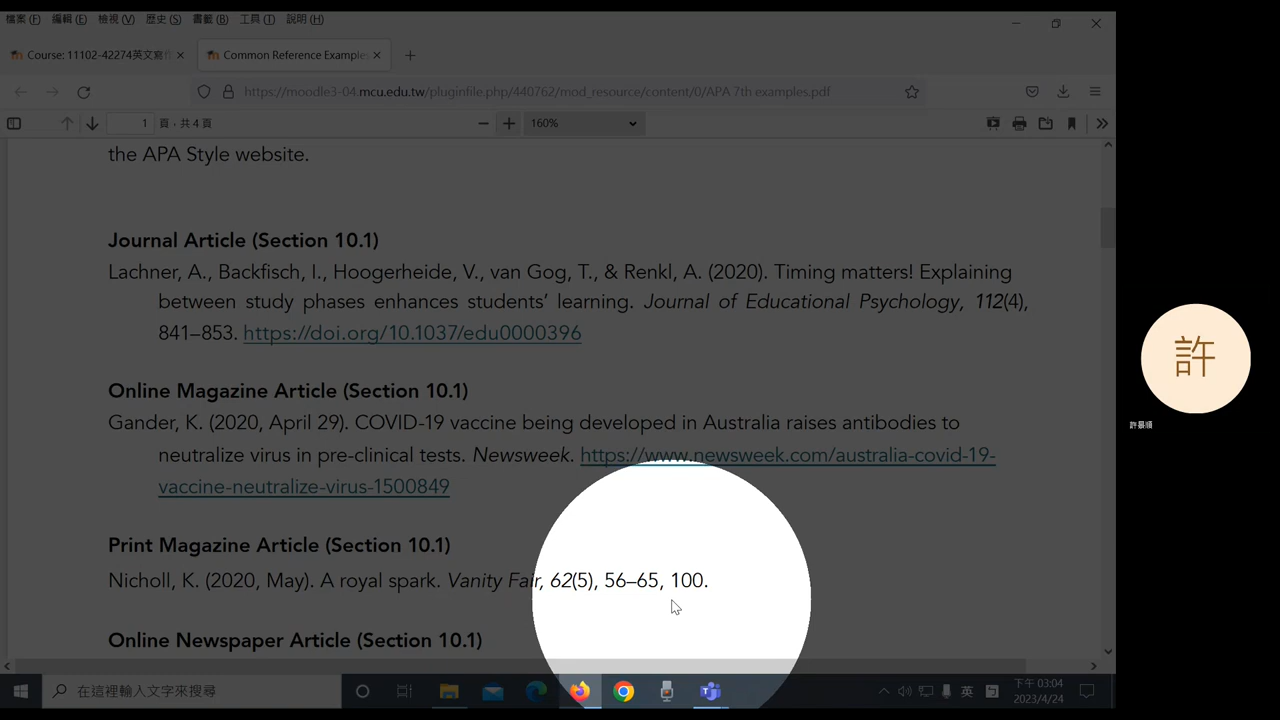 檔案 (F) 編輯 (E) 檢視 (V) 歷史 (S) 書籤 (B) 工具 (T) 說明 (H)
Course: 11102-42274英文寫作
Common Reference Examples
https://moodle3-04.mcu.edu.tw/pluginfile.php/440762/mod_resource/content/0/APA 7th examples.pdf
1 頁，共 4 頁
160%
the APA Style website.
Journal Article (Section 10.1)
Lachner, A., Backfisch, I., Hoogerheide, V., van Gog, T., & Renkl, A. (2020). Timing matters! Explaining
between study phases enhances students’ learning. Journal of Educational Psychology, 112(4),
841–853. https://doi.org/10.1037/edu0000396
Online Magazine Article (Section 10.1)
Gander, K. (2020, April 29). COVID-19 vaccine being developed in Australia raises antibodies to
neutralize virus in pre-clinical tests. Newsweek. https://www.newsweek.com/australia-covid-19-
vaccine-neutralize-virus-1500849
Print Magazine Article (Section 10.1)
Nicholl, K. (2020, May). A royal spark. Vanity Fair, 62(5), 56–65, 100.
Online Newspaper Article (Section 10.1)
在這裡輸入文字來搜尋
英
下午 03:04
2023/4/24
許
許景順